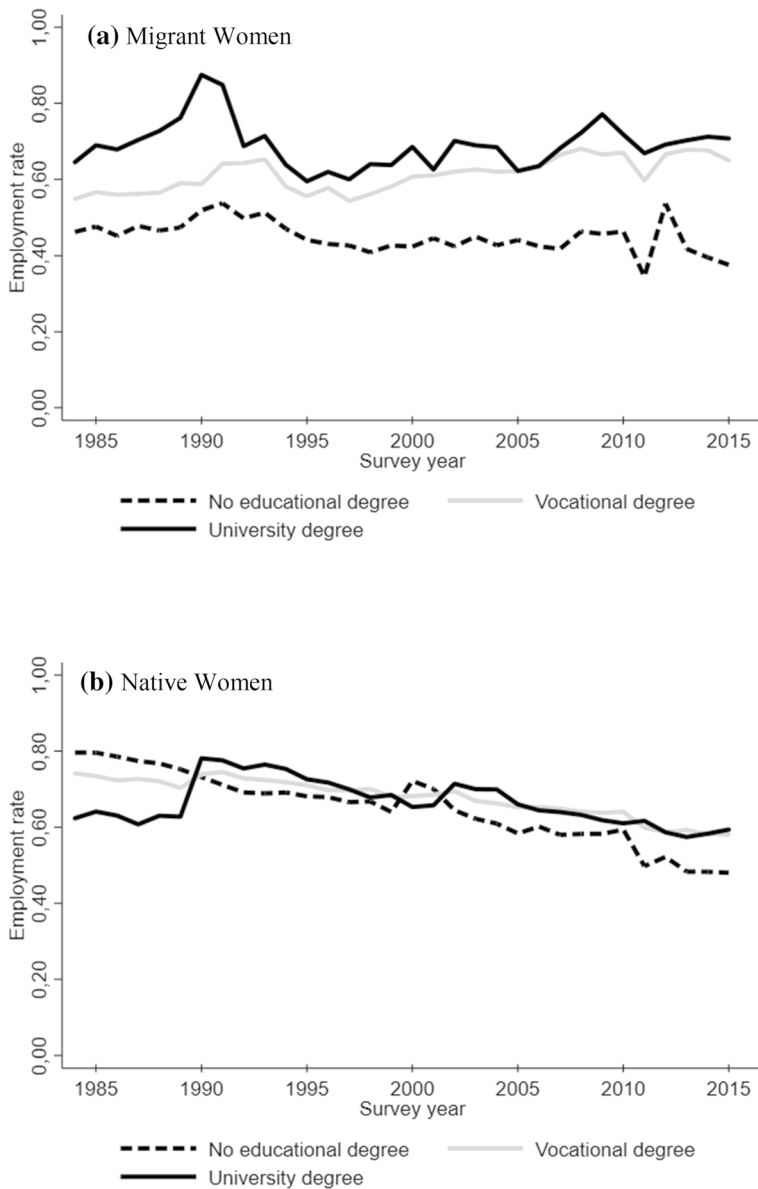 (a) Migrant Women
Employment rate
1,00
0,80
0,60
0,40
0,20
0,00
1985 1990 1995 2000 2005 2010 2015
Survey year
No educational degree Vocational degree
University degree
(b) Native Women
Employment rate
1,00
0,80
0,60
0,40
0,20
0,00
1985 1990 1995 2000 2005 2010 2015
Survey year
No educational degree Vocational degree
University degree